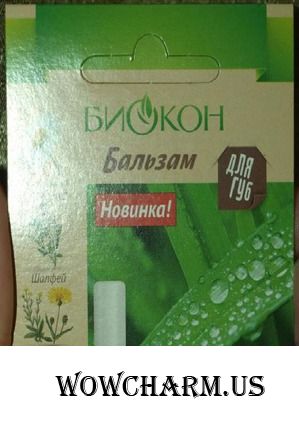 БИОКОН
Бальзам
ДЛЯ
ГУБ
Новинка!
Шалфей
WOWCHARM.US